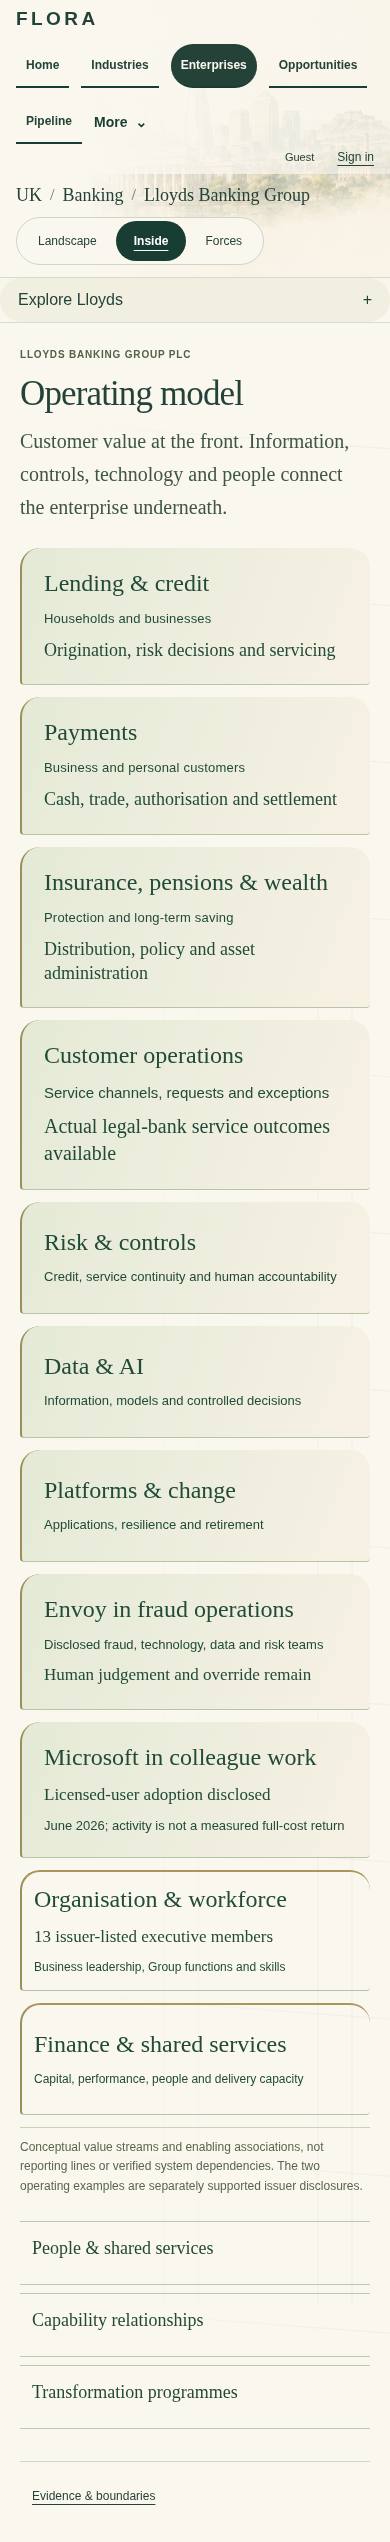 FLORA
Home Industries Enterprises Opportunities
Pipeline More
Guest Sign in
UK / Banking / Lloyds Banking Group
Landscape Inside Forces
Explore Lloyds +
LLOYDS BANKING GROUP PLC
Operating model
Customer value at the front. Information,
controls, technology and people connect
the enterprise underneath.
Lending & credit
Households and businesses
Origination, risk decisions and servicing
Payments
Business and personal customers
Cash, trade, authorisation and settlement
Insurance, pensions & wealth
Protection and long-term saving
Distribution, policy and asset
administration
Customer operations
Service channels, requests and exceptions
Actual legal-bank service outcomes
available
Risk & controls
Credit, service continuity and human accountability
Data & AI
Information, models and controlled decisions
Platforms & change
Applications, resilience and retirement
Envoy in fraud operations
Disclosed fraud, technology, data and risk teams
Human judgement and override remain
Microsoft in colleague work
Licensed-user adoption disclosed
June 2026; activity is not a measured full-cost return
Organisation & workforce
13 issuer-listed executive members
Business leadership, Group functions and skills
Finance & shared services
Capital, performance, people and delivery capacity
Conceptual value streams and enabling associations, not
reporting lines or verified system dependencies. The two
operating examples are separately supported issuer disclosures.
People & shared services
Capability relationships
Transformation programmes
Evidence & boundaries